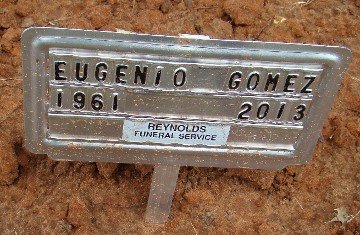 EUGENIO GOMEZ
1961 2013
REYNOLDS
FUNERAL SERVICE